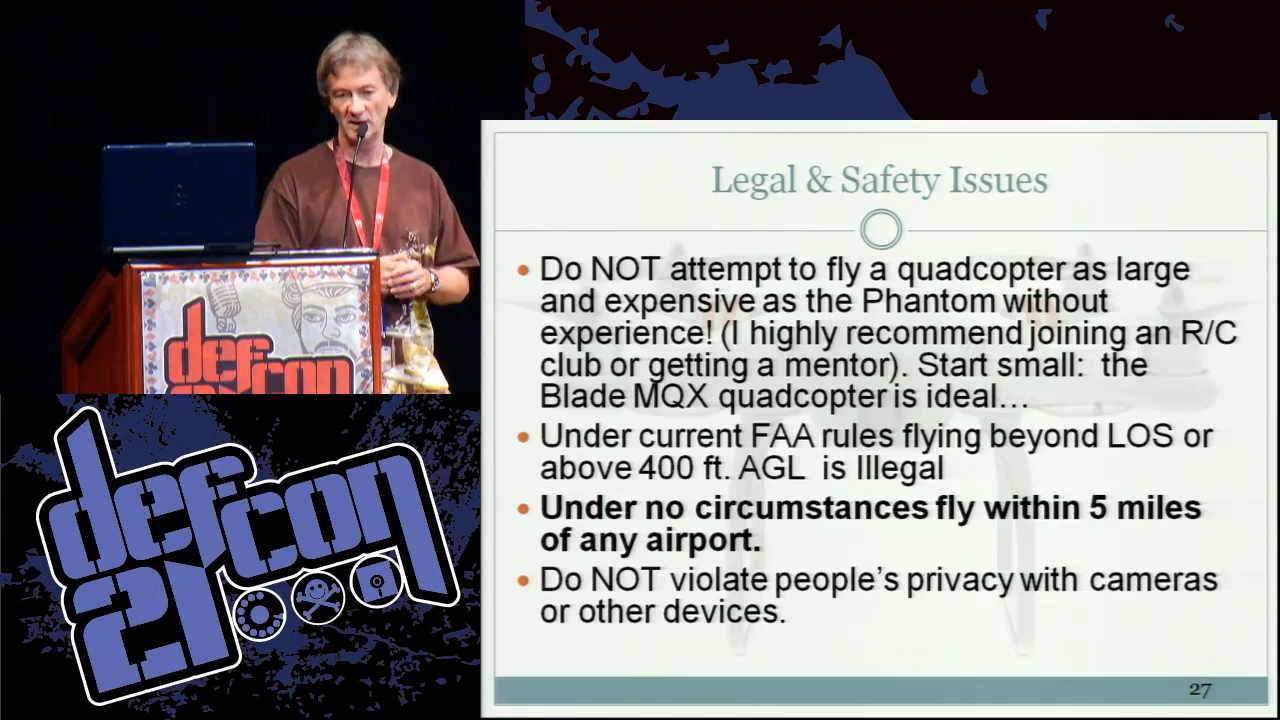 Legal & Safety Issues
• Do NOT attempt to fly a quadcopter as large
and expensive as the Phantom without
experience! (I highly recommend joining an R/C
club or getting a mentor). Start small:  the
Blade MQX quadcopter is ideal…
• Under current FAA rules flying beyond LOS or
above 400 ft. AGL  is Illegal
• Under no circumstances fly within 5 miles
of any airport.
• Do NOT violate people’s privacy with cameras
or other devices.
27
defcon
defcon
21